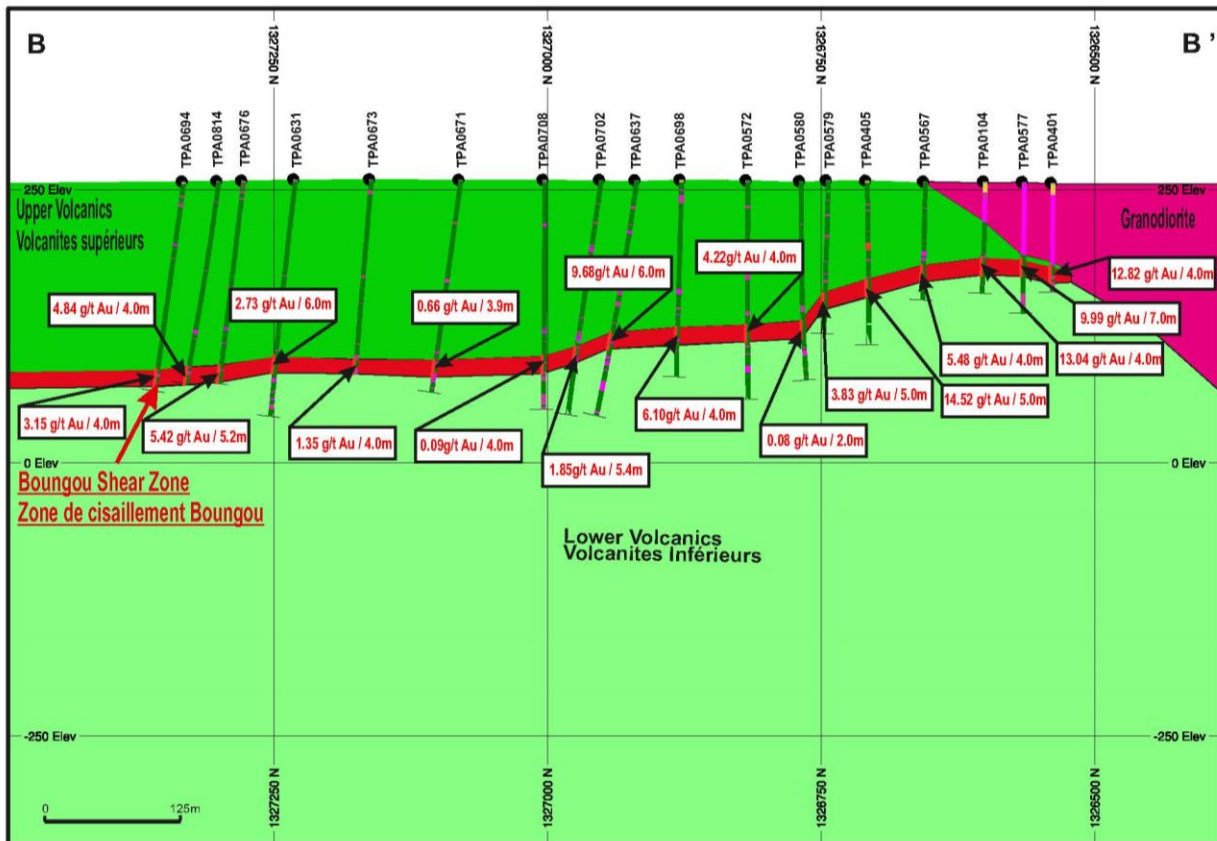 B
B '
1327250 N
1327000 N
1326750 N
1326500 N
TPA0694
TPA0814
TPA0676
TPA0631
TPA0673
TPA0671
TPA0708
TPA0702
TPA0637
TPA0698
TPA0572
TPA0580
TPA0579
TPA0405
TPA0567
TPA0104
TPA0577
TPA0401
250 Elev
250 Elev
Upper Volcanics
Volcanites supérieurs
Granodiorite
4.84 g/t Au / 4.0m
2.73 g/t Au / 6.0m
0.66 g/t Au / 3.9m
9.68g/t Au / 6.0m
4.22g/t Au / 4.0m
12.82 g/t Au / 4.0m
9.99 g/t Au / 7.0m
13.04 g/t Au / 4.0m
5.48 g/t Au / 4.0m
14.52 g/t Au / 5.0m
3.83 g/t Au / 5.0m
0.08 g/t Au / 2.0m
6.10g/t Au / 4.0m
1.85g/t Au / 5.4m
0.09g/t Au / 4.0m
1.35 g/t Au / 4.0m
5.42 g/t Au / 5.2m
3.15 g/t Au / 4.0m
0 Elev
0 Elev
Boungou Shear Zone
Zone de cisaillement Boungou
Lower Volcanics
Volcanites Inférieurs
-250 Elev
-250 Elev
0
125m
1327250 N
1327000 N
1326750 N
1326500 N